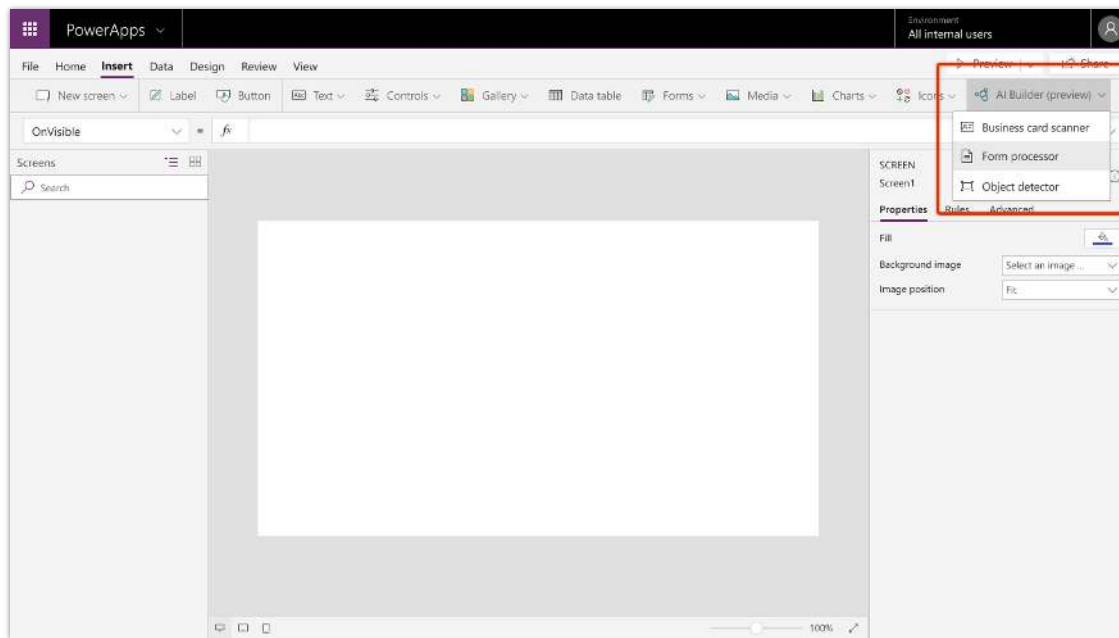 PowerApps
Environment
All internal users
File Home Insert Data Design Review View
Preview Share
New screen Label Button Text Controls Gallery Data table Forms Media Charts Icons AI Builder (preview)
Business card scanner
Form processor
Object detector
OnVisible = fx
Screens
Search
SCREEN
Screen1
Properties Rules Advanced
Fill
Background image Select an image ...
Image position Fit
100%